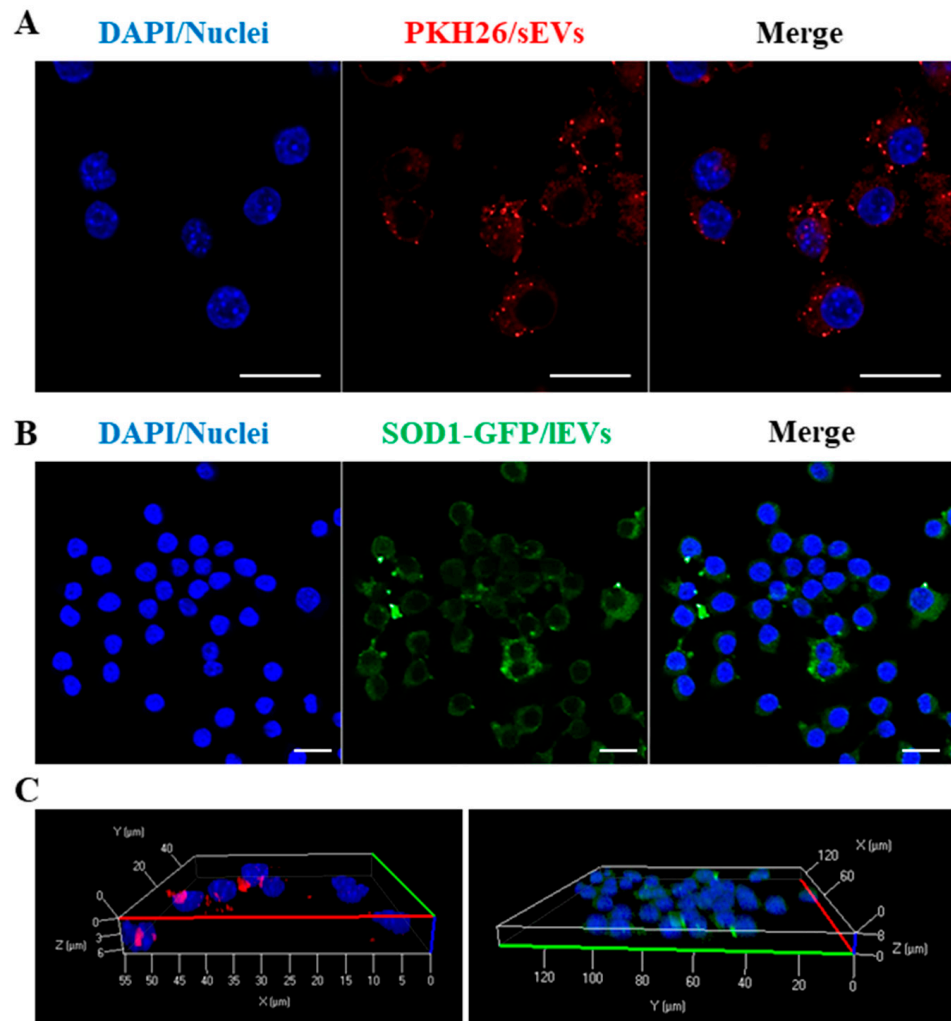 A
DAPI/Nuclei PKH26/sEVs Merge
B
DAPI/Nuclei SOD1-GFP/lEVs Merge
C
Y (µm)
40
20
0
0
3
6
Z (µm)
55 50 45 40 35 30 25 20 15 10 5 0
X (µm)
X (µm)
120
60
0
8
0
Z (µm)
120 100 80 60 40 20 0
Y (µm)